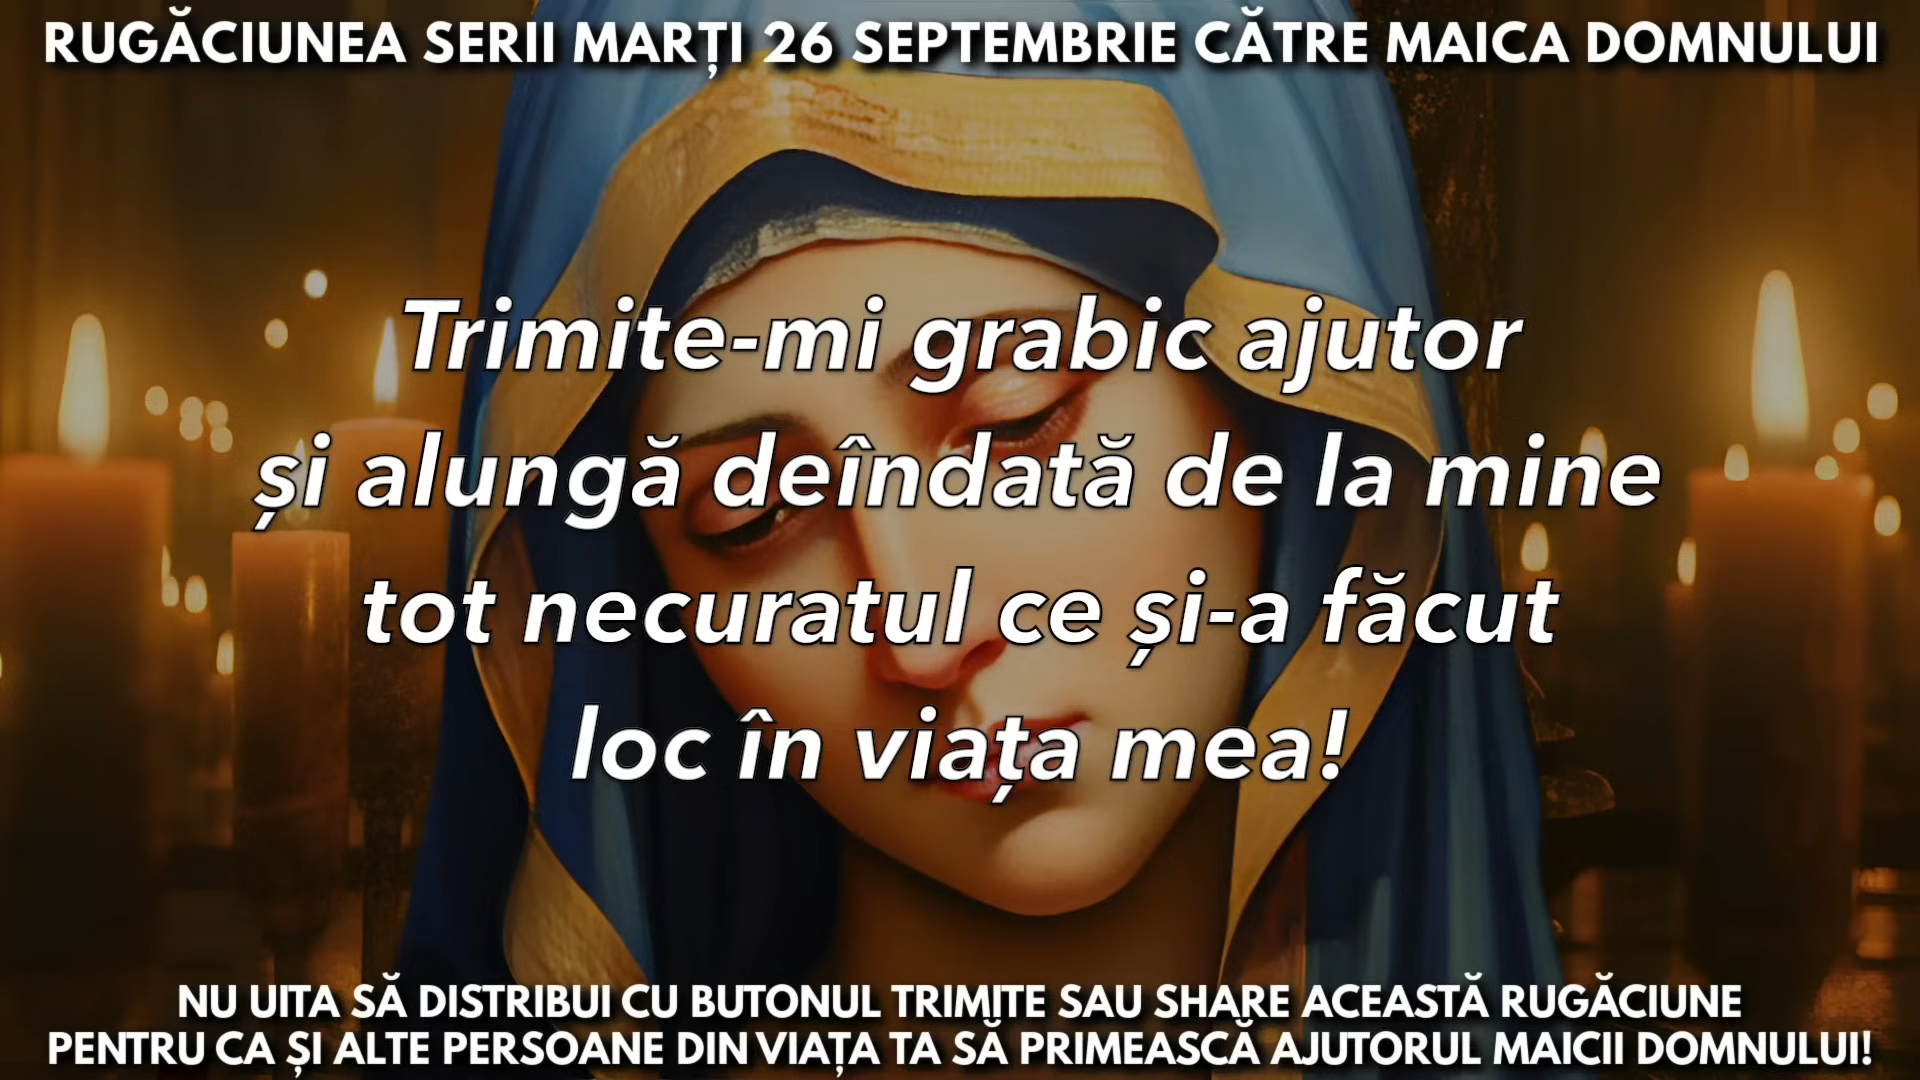 RUGĂCIUNEA SERII MARȚI 26 SEPTEMBRIE CĂTRE MAICA DOMNULUI
Trimite-mi grabic ajutor
și alungă deîndată de la mine
tot necuratul ce și-a făcut
loc în viața mea!
NU UITA SĂ DISTRIBUI CU BUTONUL TRIMITE SAU SHARE ACEASTĂ RUGĂCIUNE
PENTRU CA ȘI ALTE PERSOANE DIN VIAȚA TA SĂ PRIMEASCĂ AJUTORUL MAICII DOMNULUI!